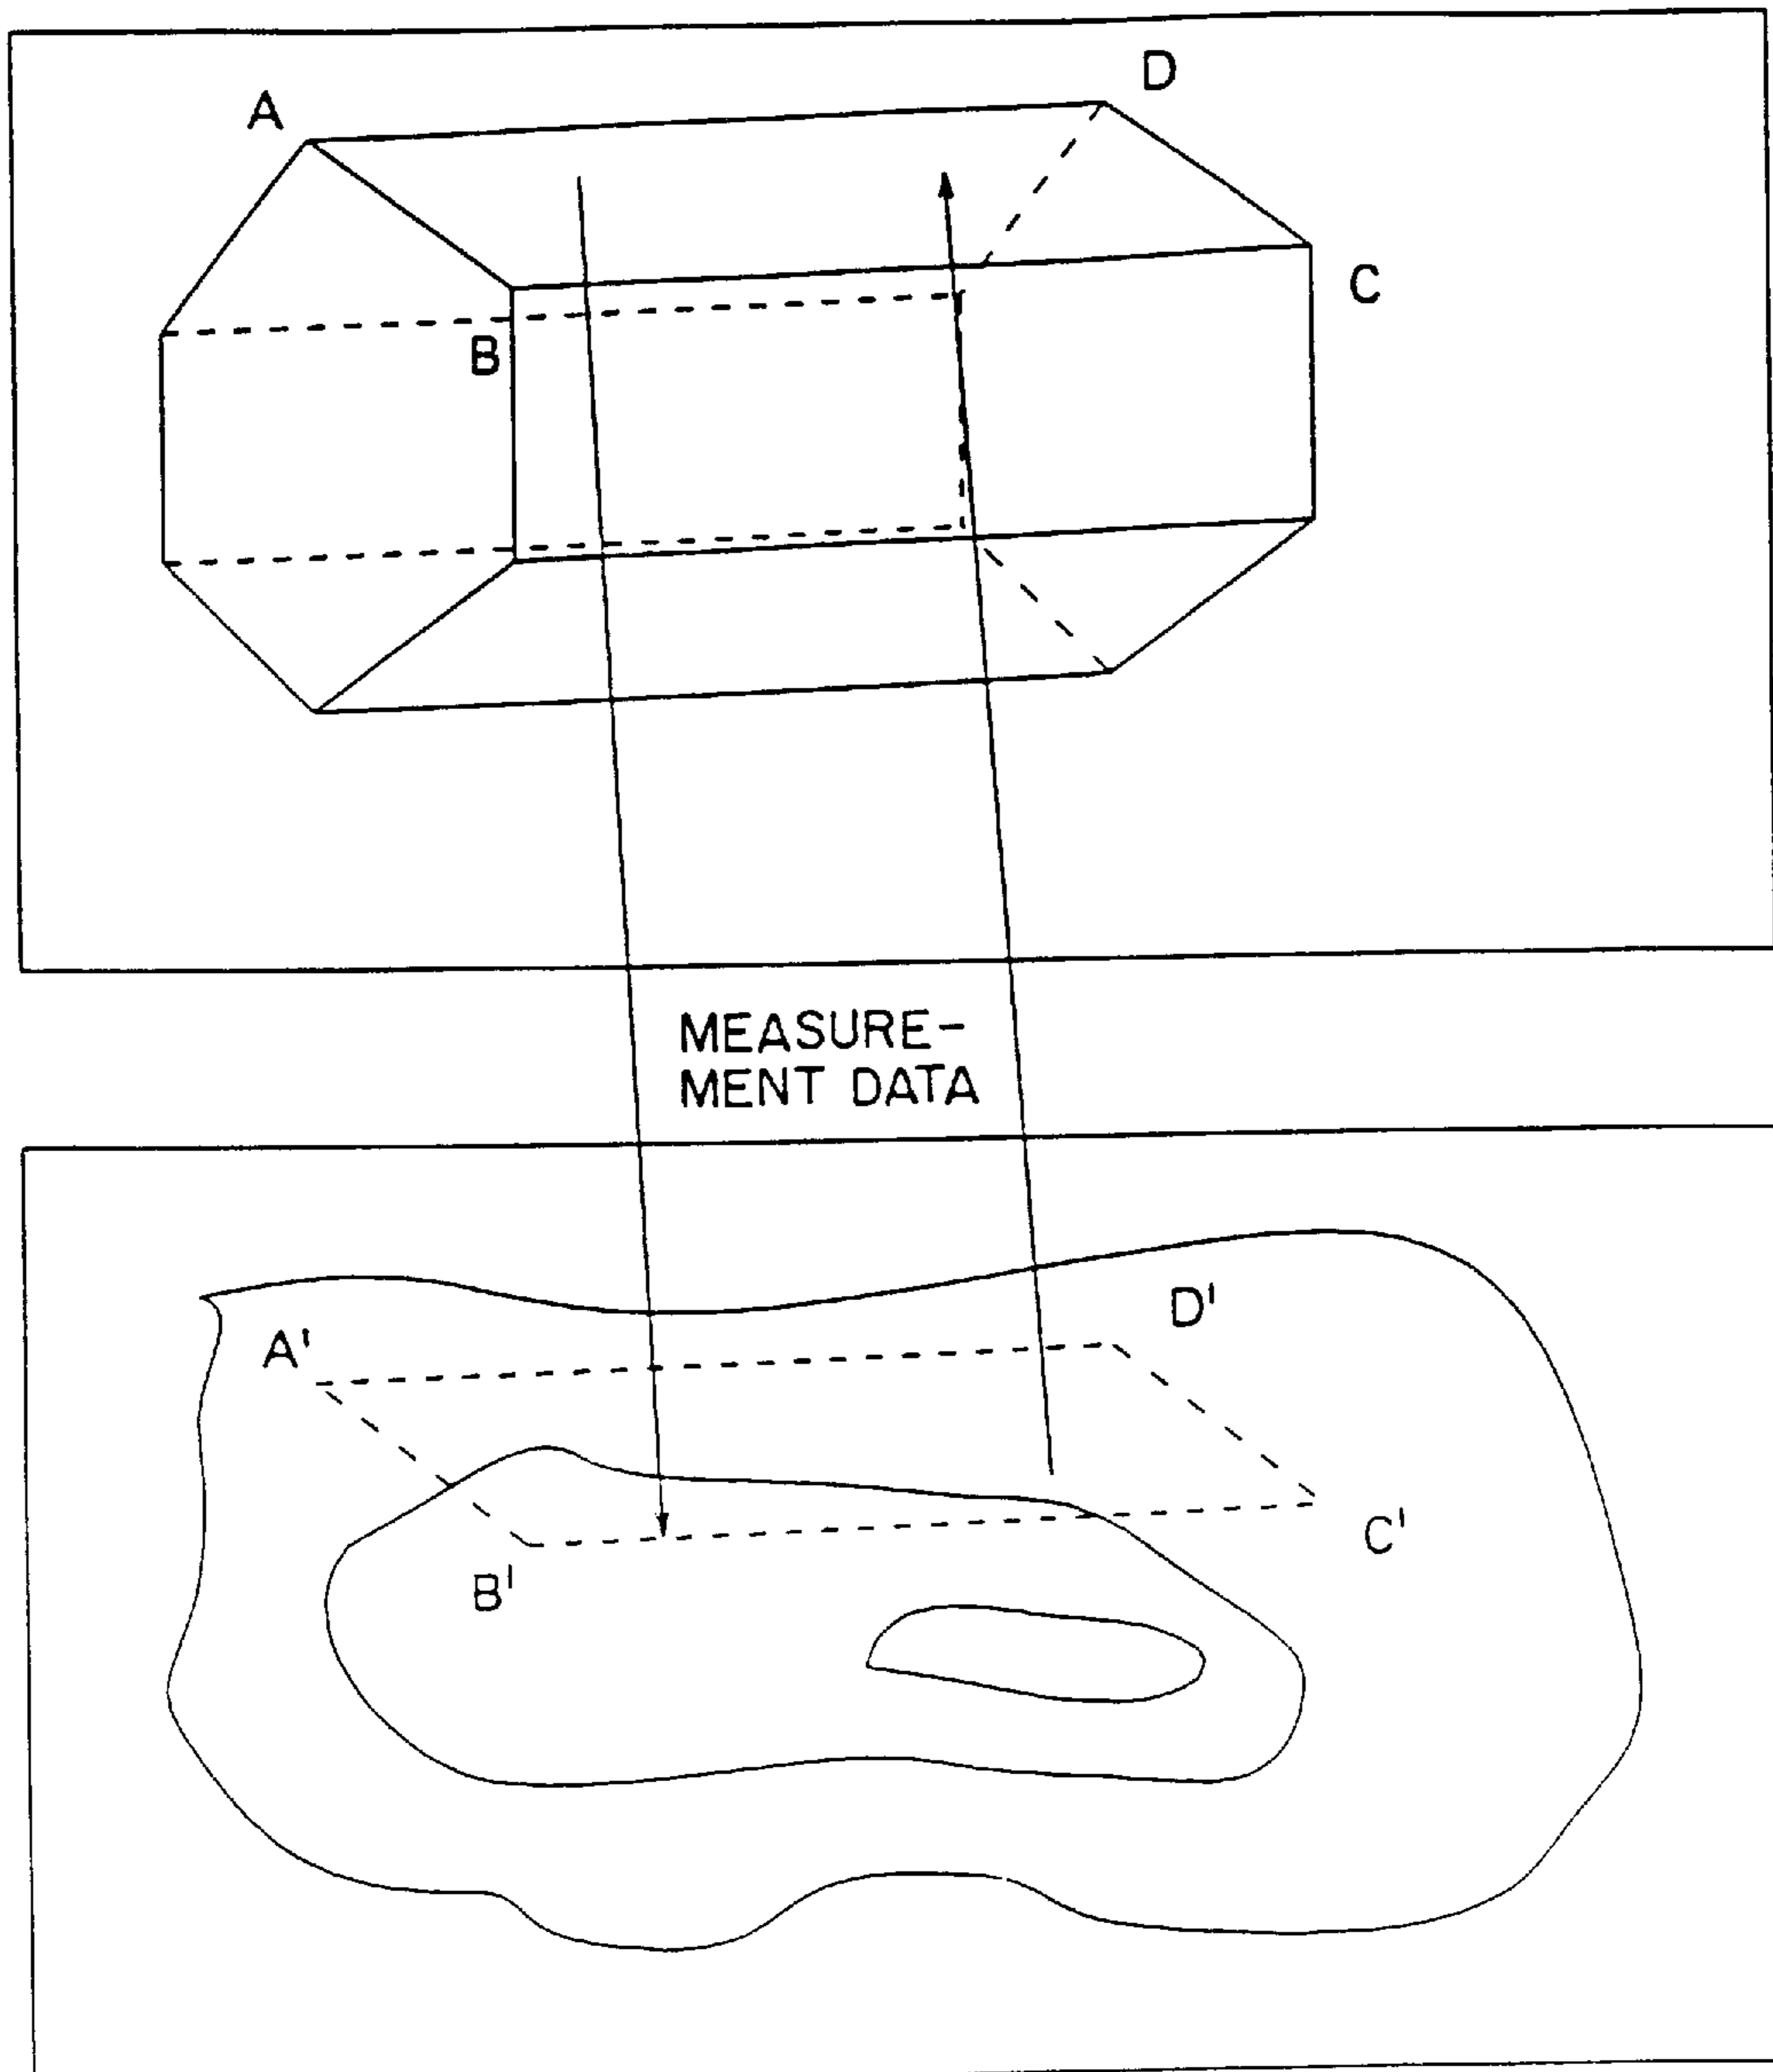 A
D
B
C
MEASURE-
MENT DATA
A'
D'
B'
C'